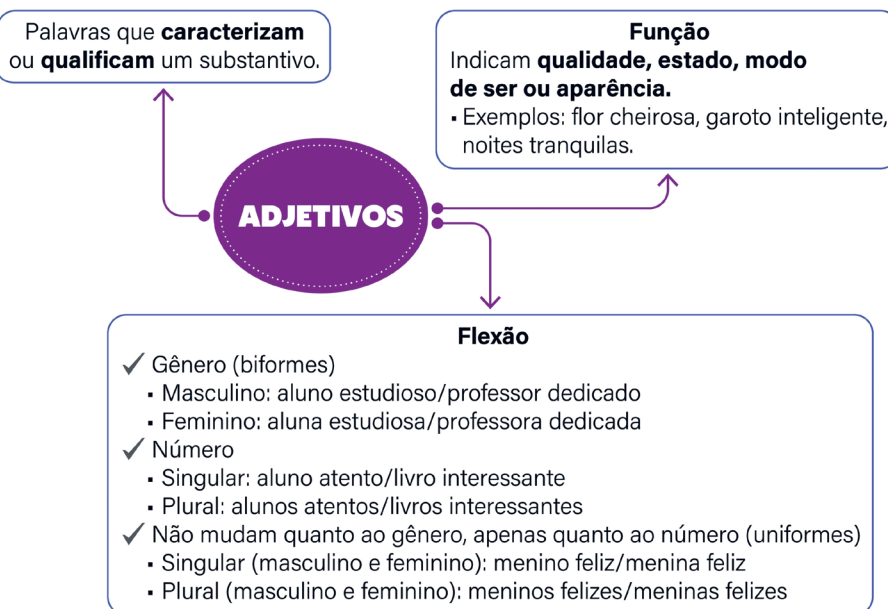 Palavras que caracterizam
ou qualificam um substantivo.
Função
Indicam qualidade, estado, modo
de ser ou aparência.
▪ Exemplos: flor cheirosa, garoto inteligente,
noites tranquilas.
ADJETIVOS
Flexão
✓ Gênero (biformes)
▪ Masculino: aluno estudioso/professor dedicado
▪ Feminino: aluna estudiosa/professora dedicada
✓ Número
▪ Singular: aluno atento/livro interessante
▪ Plural: alunos atentos/livros interessantes
✓ Não mudam quanto ao gênero, apenas quanto ao número (uniformes)
▪ Singular (masculino e feminino): menino feliz/menina feliz
▪ Plural (masculino e feminino): meninos felizes/meninas felizes